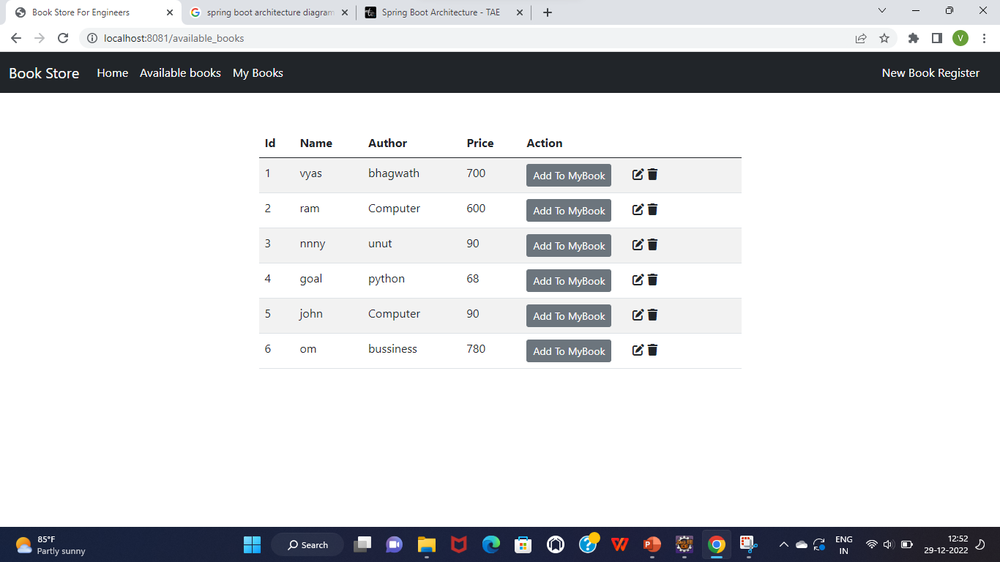 Book Store For Engineers
spring boot architecture diagram
Spring Boot Architecture - TAE
localhost:8081/available_books
V
Book Store Home Available books My Books New Book Register
Id Name Author Price Action
1 vyas bhagwath 700 Add To MyBook
2 ram Computer 600 Add To MyBook
3 nnny unut 90 Add To MyBook
4 goal python 68 Add To MyBook
5 john Computer 90 Add To MyBook
6 om bussiness 780 Add To MyBook
85°F
Partly sunny
Search
ENG
IN
12:52
29-12-2022